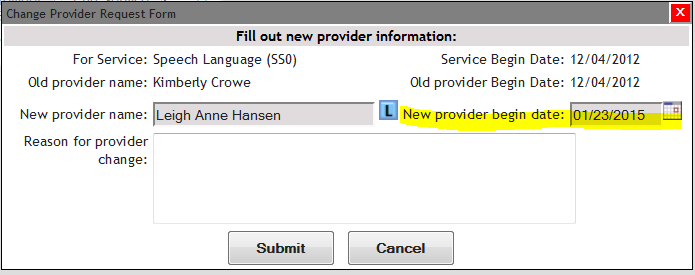 Change Provider Request Form X
Fill out new provider information:
For Service: Speech Language (SS0) Service Begin Date: 12/04/2012
Old provider name: Kimberly Crowe Old provider Begin Date: 12/04/2012
New provider name: Leigh Anne Hansen L New provider begin date: 01/23/2015
Reason for provider
change:
Submit Cancel